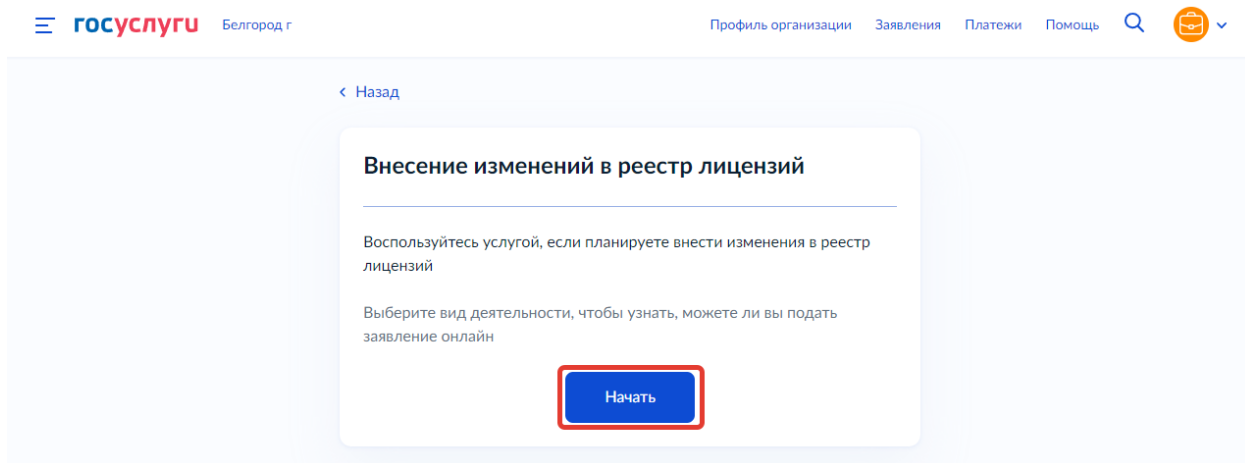 госуслуги Белгород г Профиль организации Заявления Платежи Помощь
Назад
Внесение изменений в реестр лицензий
Воспользуйтесь услугой, если планируете внести изменения в реестр
лицензий
Выберите вид деятельности, чтобы узнать, можете ли вы подать
заявление онлайн
Начать